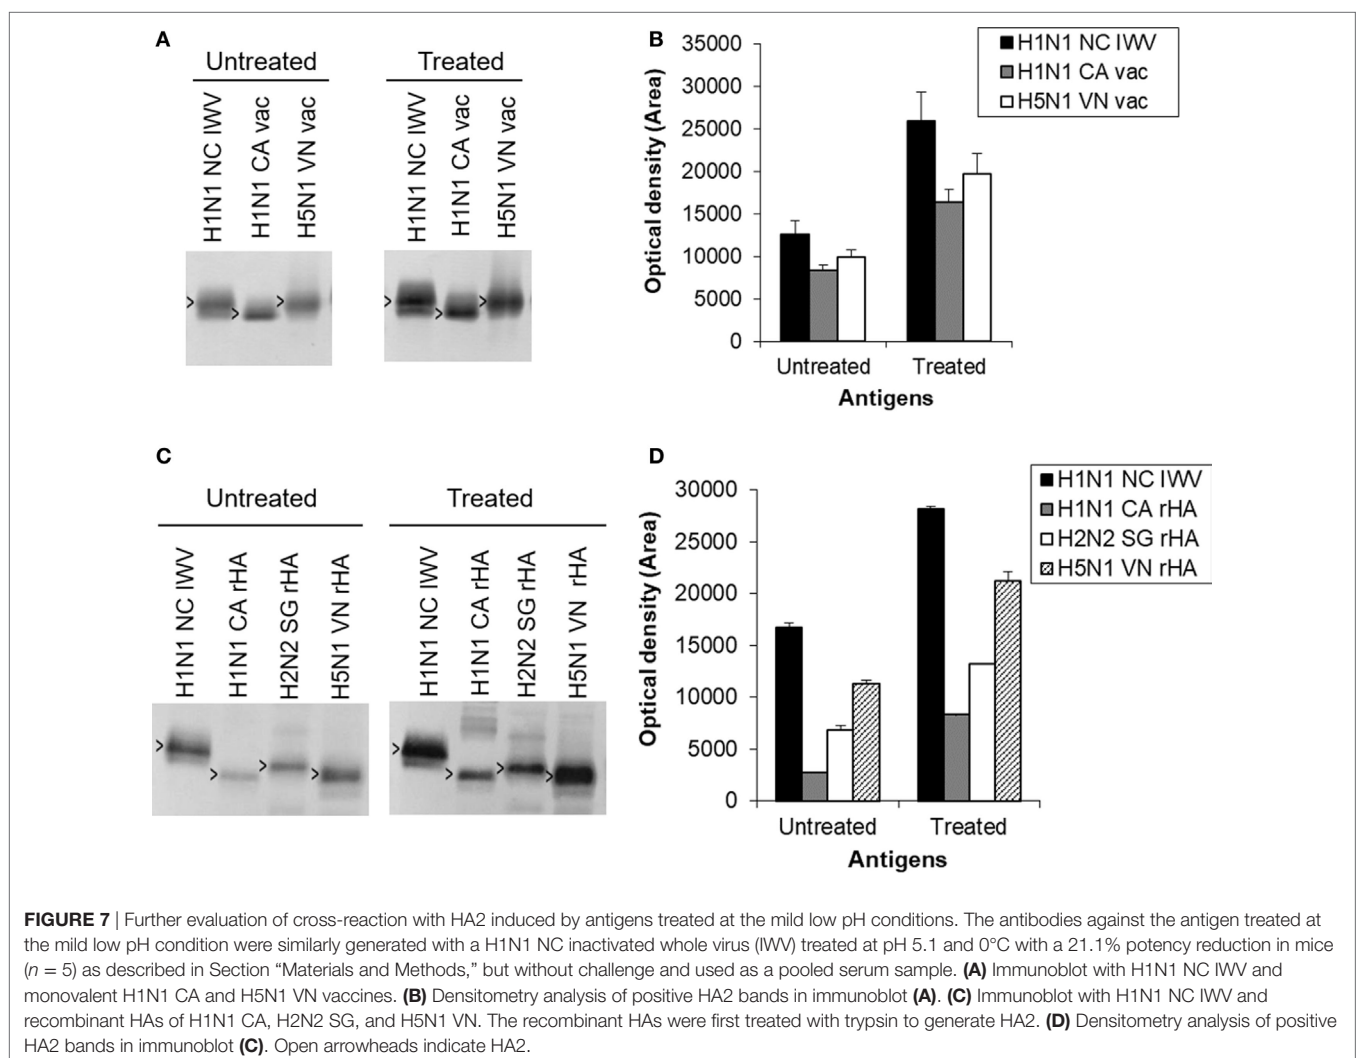 A
Untreated
Treated
H1N1 NC IWV
H1N1 CA vac
H5N1 VN vac
H1N1 NC IWV
H1N1 CA vac
H5N1 VN vac
>
>
>
>
>
>
B
35000
30000
25000
20000
15000
10000
5000
0
Optical density (Area)
H1N1 NC IWV
H1N1 CA vac
H5N1 VN vac
Untreated
Treated
Antigens
C
Untreated
Treated
H1N1 NC IWV
H1N1 CA rHA
H2N2 SG rHA
H5N1 VN rHA
H1N1 NC IWV
H1N1 CA rHA
H2N2 SG rHA
H5N1 VN rHA
>
>
>
>
>
>
>
>
D
30000
25000
20000
15000
10000
5000
0
Optical density (Area)
H1N1 NC IWV
H1N1 CA rHA
H2N2 SG rHA
H5N1 VN rHA
Untreated
Treated
Antigens
FIGURE 7 | Further evaluation of cross-reaction with HA2 induced by antigens treated at the mild low pH conditions. The antibodies against the antigen treated at
the mild low pH condition were similarly generated with a H1N1 NC inactivated whole virus (IWV) treated at pH 5.1 and 0°C with a 21.1% potency reduction in mice
(n = 5) as described in Section “Materials and Methods,” but without challenge and used as a pooled serum sample. (A) Immunoblot with H1N1 NC IWV and
monovalent H1N1 CA and H5N1 VN vaccines. (B) Densitometry analysis of positive HA2 bands in immunoblot (A). (C) Immunoblot with H1N1 NC IWV and
recombinant HAs of H1N1 CA, H2N2 SG, and H5N1 VN. The recombinant HAs were first treated with trypsin to generate HA2. (D) Densitometry analysis of positive
HA2 bands in immunoblot (C). Open arrowheads indicate HA2.